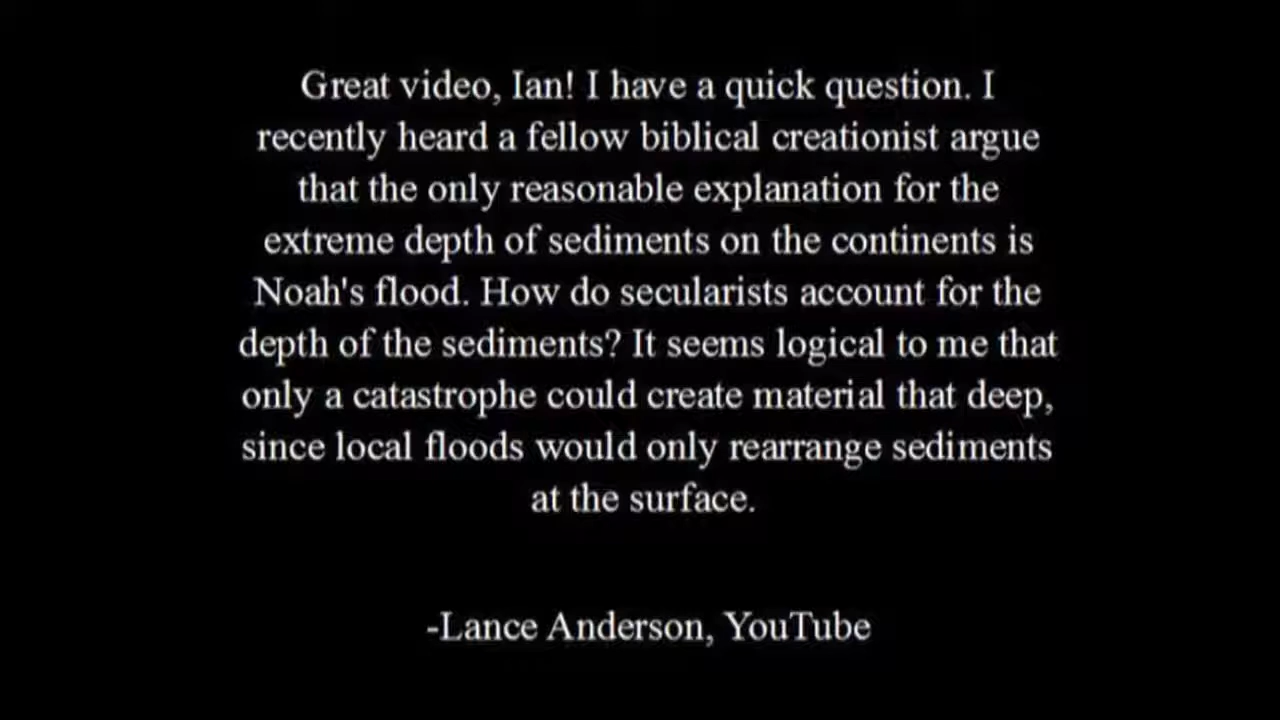 Great video, Ian! I have a quick question. I
recently heard a fellow biblical creationist argue
that the only reasonable explanation for the
extreme depth of sediments on the continents is
Noah's flood. How do secularists account for the
depth of the sediments? It seems logical to me that
only a catastrophe could create material that deep,
since local floods would only rearrange sediments
at the surface.
-Lance Anderson, YouTube